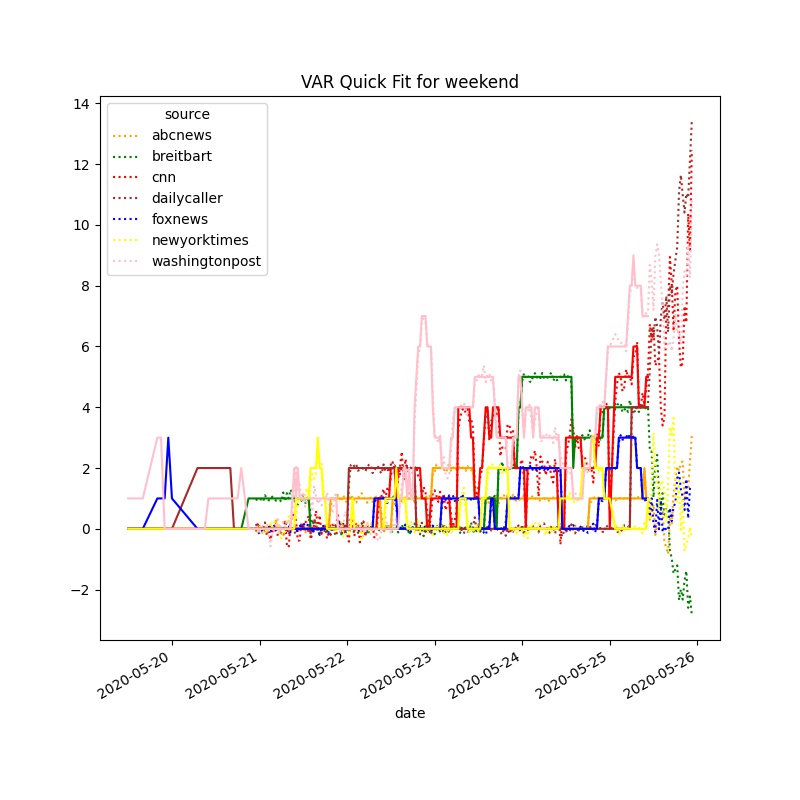 VAR Quick Fit for weekend
14
12
10
8
6
4
2
0
−2
source
abcnews
breitbart
cnn
dailycaller
foxnews
newyorktimes
washingtonpost
2020-05-20
2020-05-21
2020-05-22
2020-05-23
2020-05-24
2020-05-25
2020-05-26
date